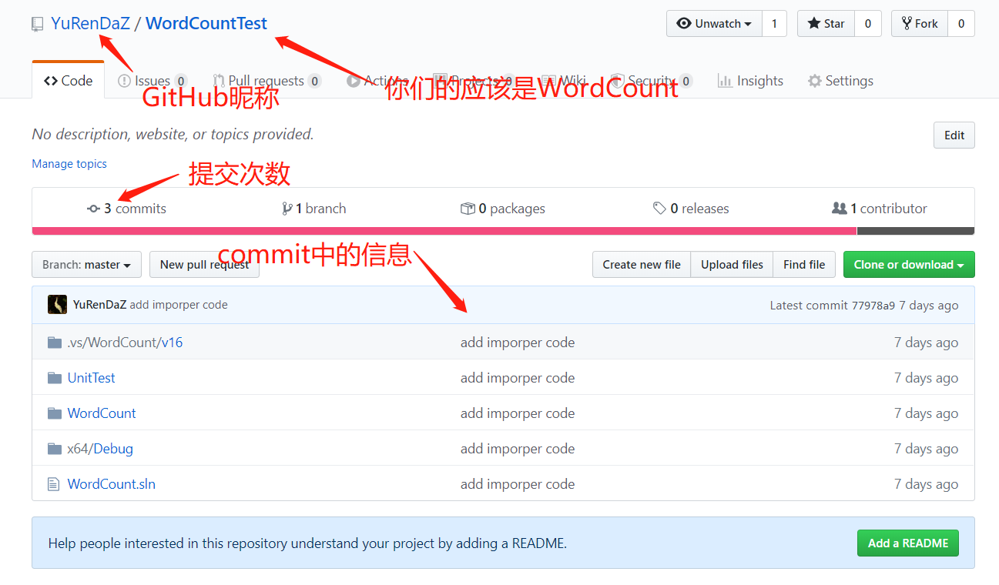 YuRenDaZ / WordCountTest
Unwatch 1 Star 0 Fork 0
Code Issues 0 Pull requests 0 Actions Projects 0 Wiki Security 0 Insights Settings
GitHub昵称
你们的应该是WordCount
No description, website, or topics provided.
Edit
Manage topics
提交次数
3 commits 1 branch 0 packages 0 releases 1 contributor
commit中的信息
Branch: master New pull request Create new file Upload files Find file Clone or download
YuRenDaZ add imporper code Latest commit 77978a9 7 days ago
.vs/WordCount/v16 add imporper code 7 days ago
UnitTest add imporper code 7 days ago
WordCount add imporper code 7 days ago
x64/Debug add imporper code 7 days ago
WordCount.sln add imporper code 7 days ago
Help people interested in this repository understand your project by adding a README.
Add a README